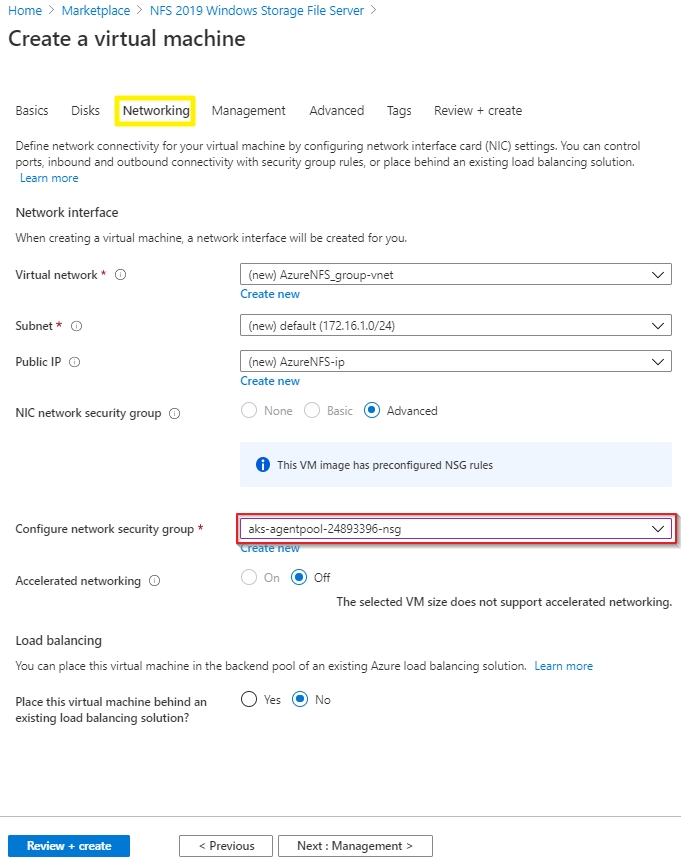 Home > Marketplace > NFS 2019 Windows Storage File Server >
Create a virtual machine
Basics Disks Networking Management Advanced Tags Review + create
Define network connectivity for your virtual machine by configuring network interface card (NIC) settings. You can control
ports, inbound and outbound connectivity with security group rules, or place behind an existing load balancing solution.
Learn more
Network interface
When creating a virtual machine, a network interface will be created for you.
Virtual network * (new) AzureNFS_group-vnet
Create new
Subnet * (new) default (172.16.1.0/24)
Public IP (new) AzureNFS-ip
Create new
NIC network security group None Basic Advanced
This VM image has preconfigured NSG rules
Configure network security group * aks-agentpool-24893396-nsg
Create new
Accelerated networking On Off
The selected VM size does not support accelerated networking.
Load balancing
You can place this virtual machine in the backend pool of an existing Azure load balancing solution. Learn more
Place this virtual machine behind an Yes No
existing load balancing solution?
Review + create < Previous Next : Management >